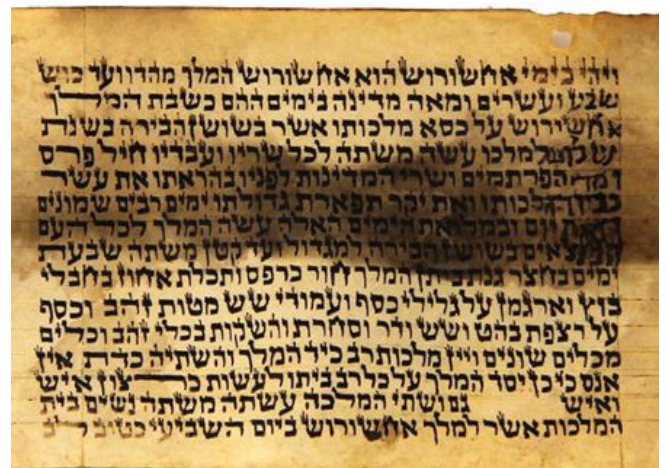 ויהי בימי אחשורוש הוא אחשורוש המלך מהדו ועד כוש
שבע ועשרים ומאה מדינה בימים ההם כשבת המלך
אחשורוש על כסא מלכותו אשר בשושן הבירה בשנת
למלכו עשה משתה לכל שריו ועבדיו חיל פרס
ומדי הפרתמים ושרי המדינות לפניו בהראתו את עשר
כבוד מלכותו ואת יקר תפארת גדולתו ימים רבים שמונים
יום ובמלואת הימים האלה עשה המלך לכל העם
הנמצאים בשושן הבירה למגדול ועד קטן משתה שבעת
ימים בחצר גנת ביתן המלך חור כרפס ותכלת אחוז בחבלי
בוץ וארגמן על גלילי כסף ועמודי שש מטות זהב וכסף
על רצפת בהט ושש ודר וסחרת והשקות בכלי זהב וכלים
מכלים שונים ויין מלכות רב כיד המלך והשתיה כדת אין
אנס כי כן יסד המלך על כל רב ביתו לעשות כרצון איש
ואיש גם ושתי המלכה עשתה משתה נשים בית
המלכות אשר למלך אחשורוש ביום השביעי כטוב לב